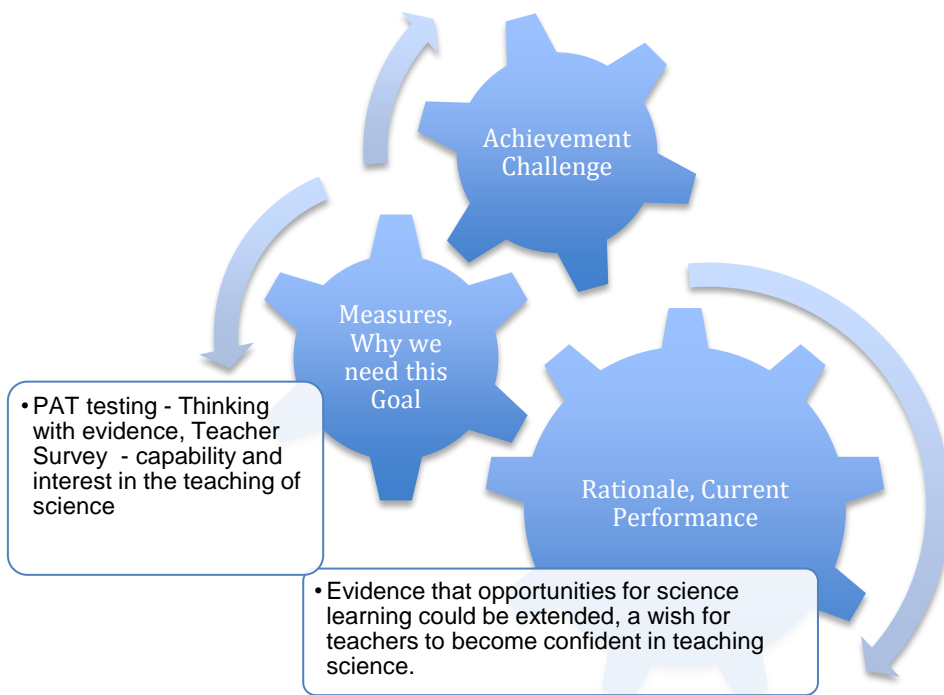 Achievement
Challenge
Measures,
Why we
need this
Goal
• PAT testing - Thinking
with evidence, Teacher
Survey  - capability and
interest in the teaching of
science
Rationale, Current
Performance
• Evidence that opportunities for science
learning could be extended, a wish for
teachers to become confident in teaching
science.